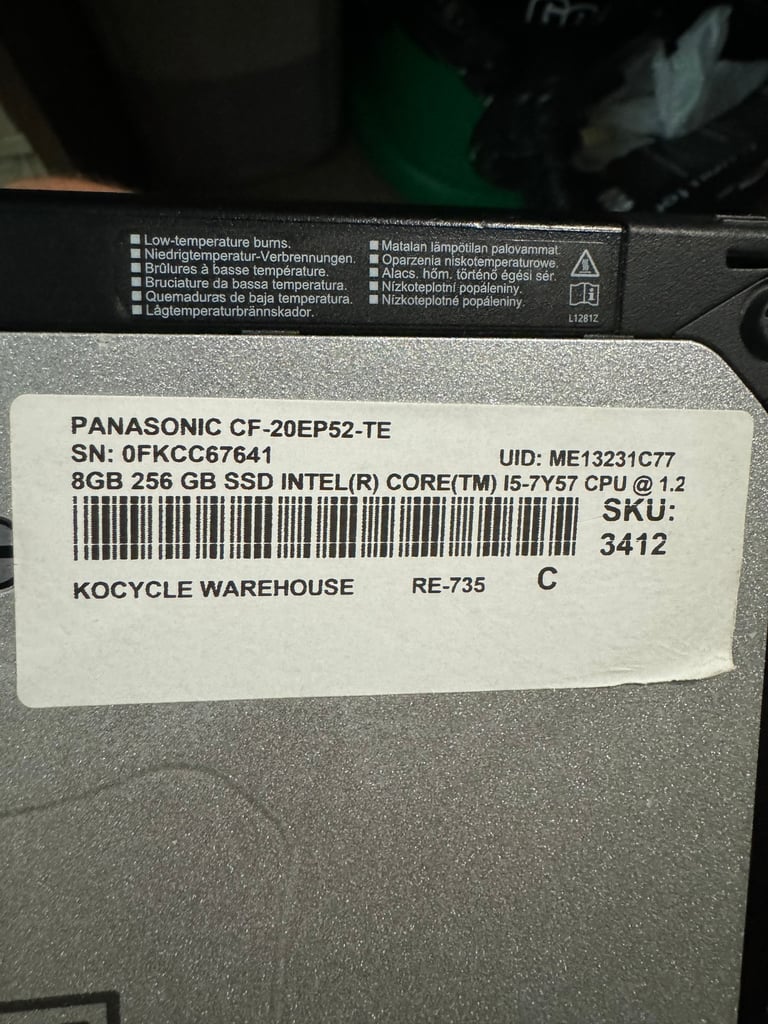 Low-temperature burns.
Niedrigtemperatur-Verbrennungen.
Brûlures à basse température.
Bruciature da bassa temperatura.
Quemaduras de baja temperatura.
Lågtemperaturbrännskador.
Matalan lämpötilan palovammat.
Oparzenia niskotemperaturowe.
Alacs. hőm. történő égési sér.
Nízkoteplotní popáleniny.
Nízkoteplotné popáleniny.
L1281Z
PANASONIC CF-20EP52-TE
SN: 0FKCC67641 UID: ME13231C77
8GB 256 GB SSD INTEL(R) CORE(TM) I5-7Y57 CPU @ 1.2
SKU:
3412
KOCYCLE WAREHOUSE RE-735 C